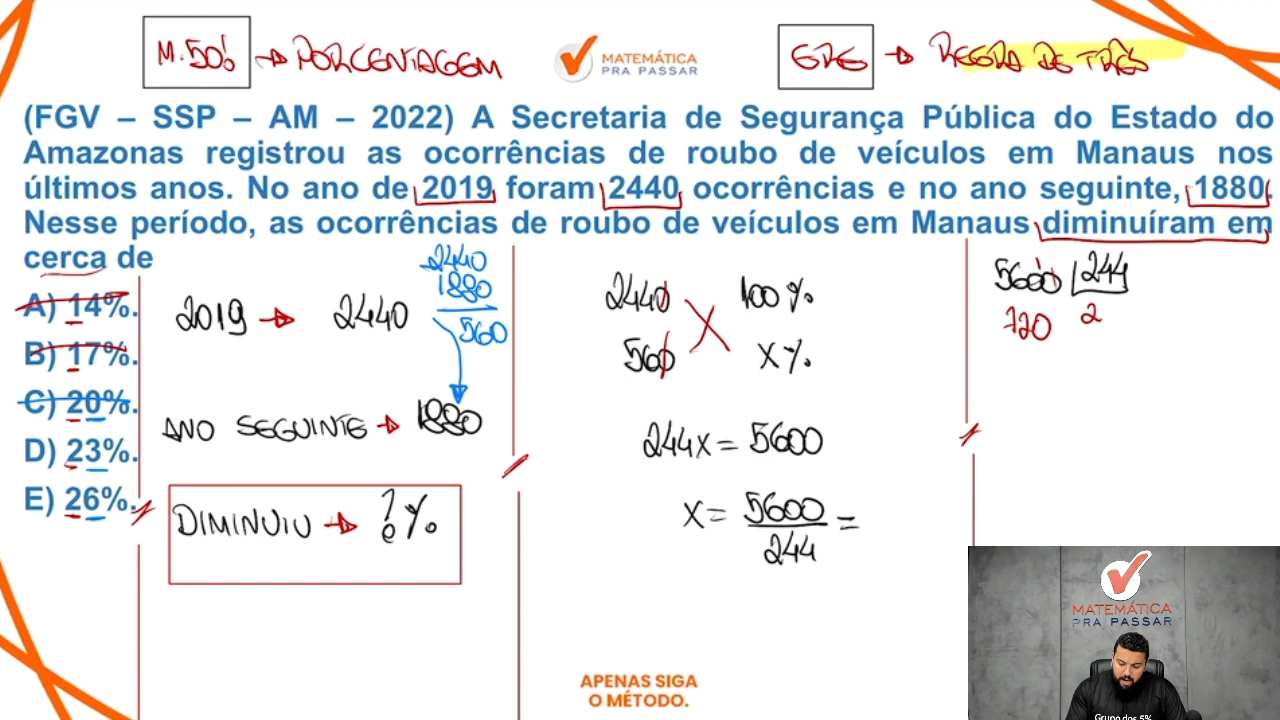 M.50! → PORCENTAGEM
MATEMÁTICA
PRA PASSAR
→ REGRA DE TRÊS
(FGV – SSP – AM – 2022) A Secretaria de Segurança Pública do Estado do
Amazonas registrou as ocorrências de roubo de veículos em Manaus nos
últimos anos. No ano de 2019 foram 2440 ocorrências e no ano seguinte, 1880.
Nesse período, as ocorrências de roubo de veículos em Manaus diminuíram em
cerca de
A) 14%.
B) 17%.
C) 20%.
D) 23%.
E) 26%.
2019 → 2440
2440
1880
560
ANO SEGUINTE → 1880
DIMINUIU → ? %
2440 100 %
560 X %
244X = 5600
X = 5600
244 =
5600 244
720 2
MATEMÁTICA
PRA PASSAR
Grupo dos 5%
APENAS SIGA
O MÉTODO.